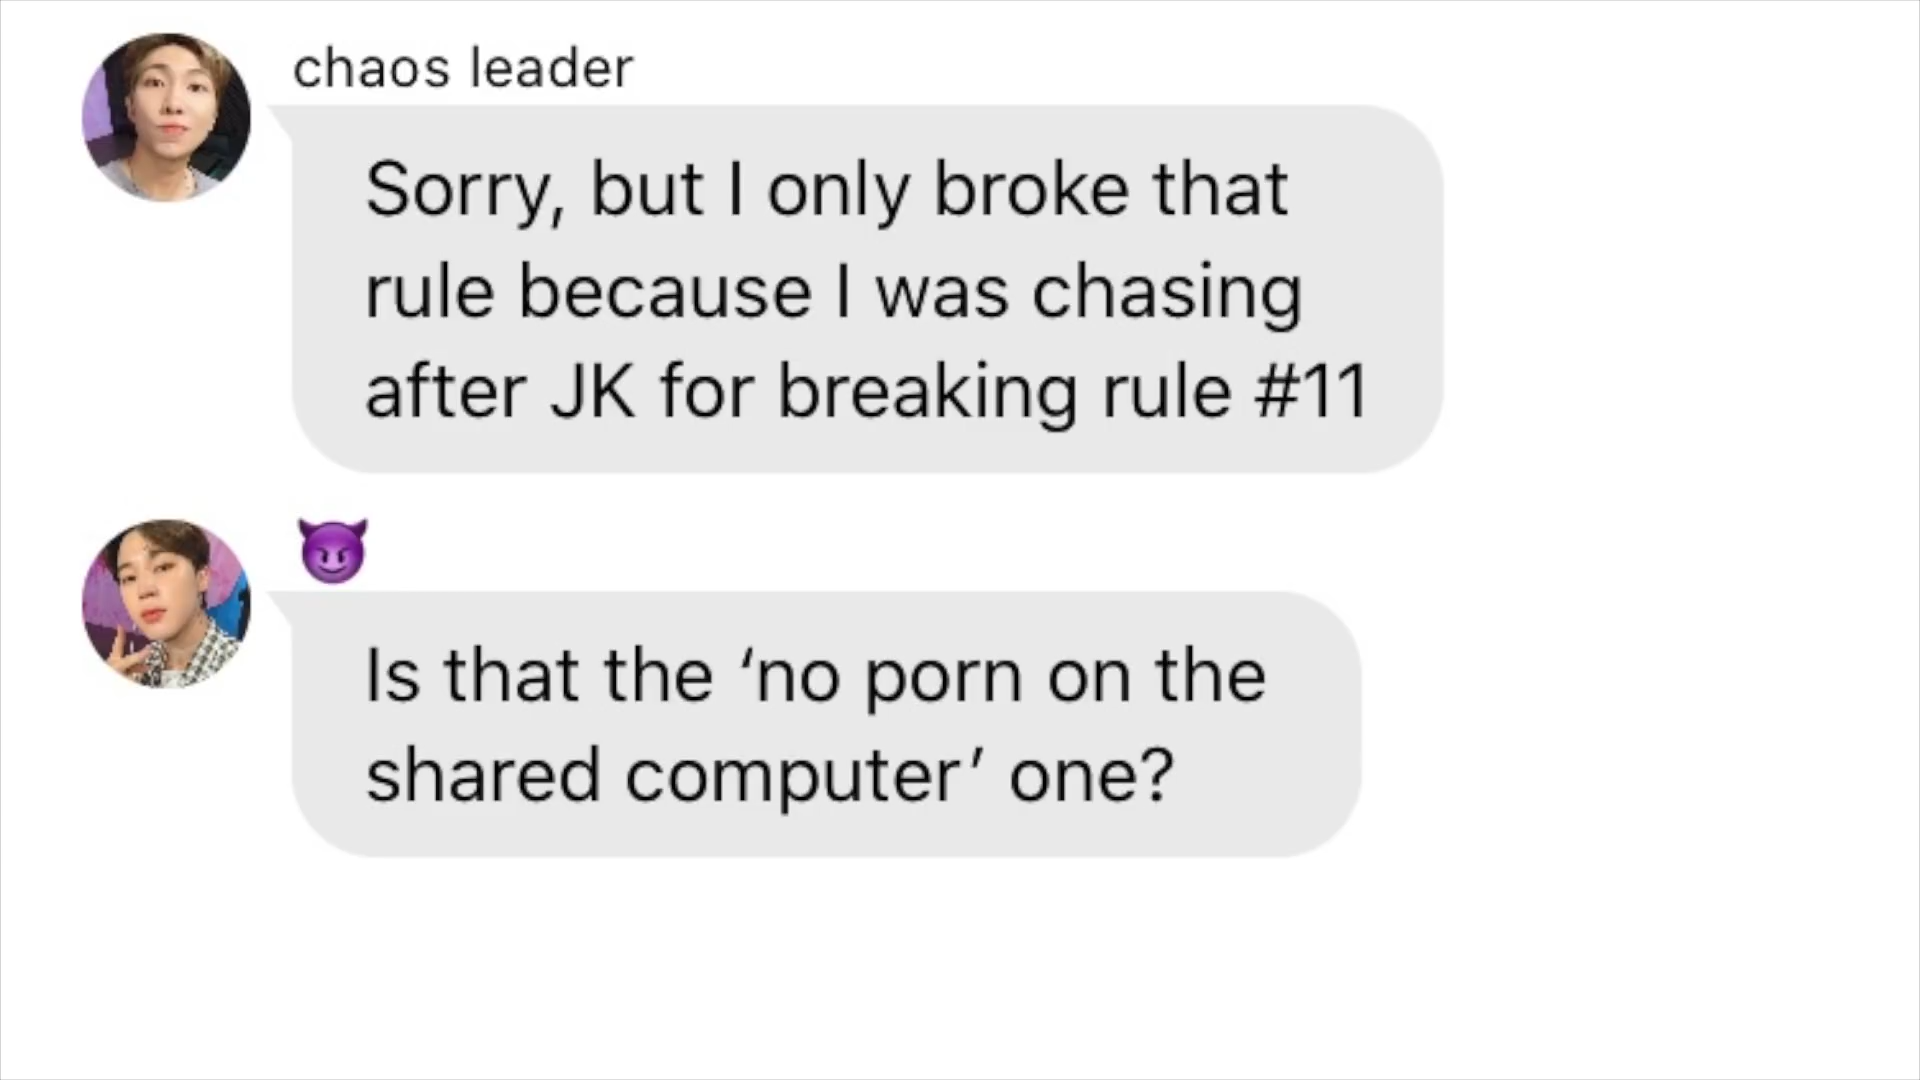 chaos leader
Sorry, but I only broke that
rule because I was chasing
after JK for breaking rule #11
😈
Is that the ‘no porn on the
shared computer’ one?